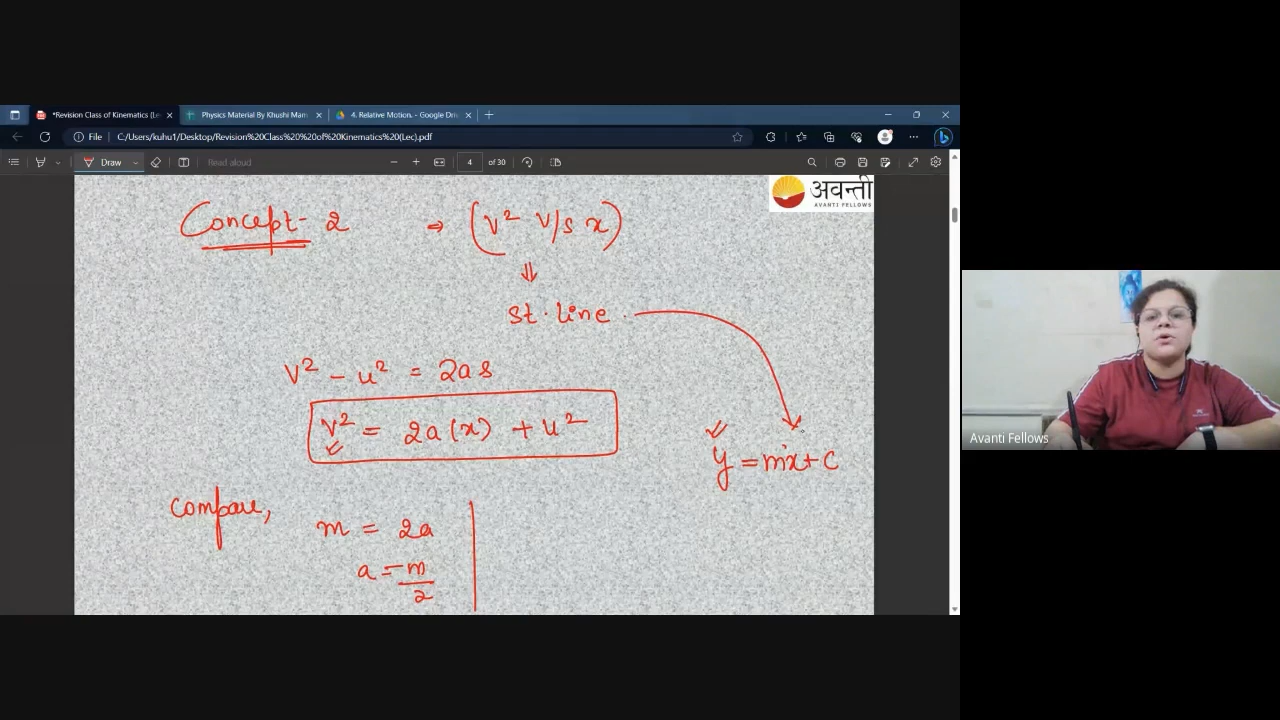 *Revision Class of Kinematics (Le
Physics Material By Khushi Mam
4. Relative Motion. - Google Dri
File
C:/Users/kuhu1/Desktop/Revision%20Class%20%20of%20Kinematics%20(Lec).pdf
Draw
Read aloud
4 of 30
अवन्ती
AVANTI FELLOWS
Concept-2 ⇒ (V² V/s x)
⇓
st. line.
V² - u² = 2as
V² = 2a(x) + u²
y = mx + c
compare,
m = 2a
a = m/2
Avanti Fellows